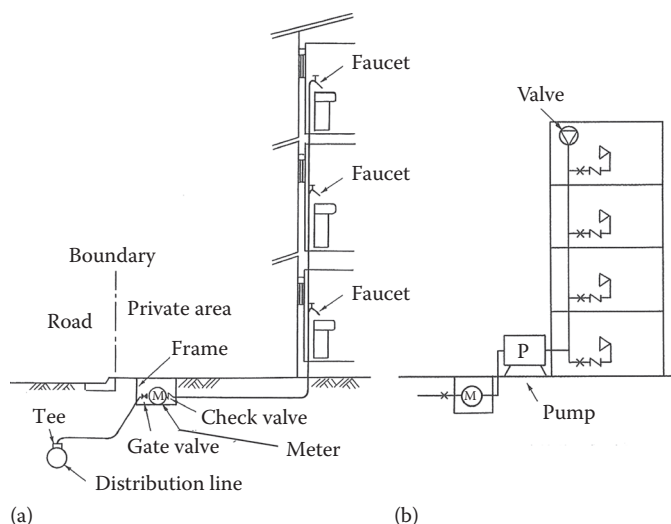 Faucet
Faucet
Faucet
Boundary
Road
Private area
Frame
M
Check valve
Tee
Gate valve
Meter
Distribution line
(a)
Valve
P
M
Pump
(b)